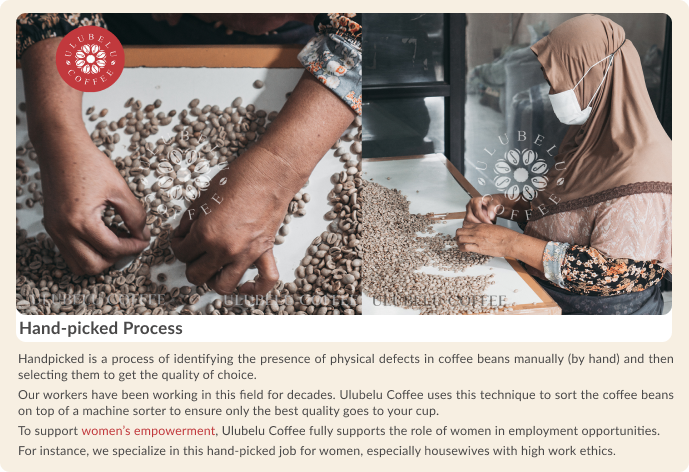 ULUBELU COFFEE
ULUBELU COFFEE
ULUBELU COFFEE
ULUBELU COFFEE
ULUBELU COFFEE
ULUBELU COFFEE
Hand-picked Process
Handpicked is a process of identifying the presence of physical defects in coffee beans manually (by hand) and then
selecting them to get the quality of choice.
Our workers have been working in this field for decades. Ulubelu Coffee uses this technique to sort the coffee beans
on top of a machine sorter to ensure only the best quality goes to your cup.
To support women's empowerment, Ulubelu Coffee fully supports the role of women in employment opportunities.
For instance, we specialize in this hand-picked job for women, especially housewives with high work ethics.